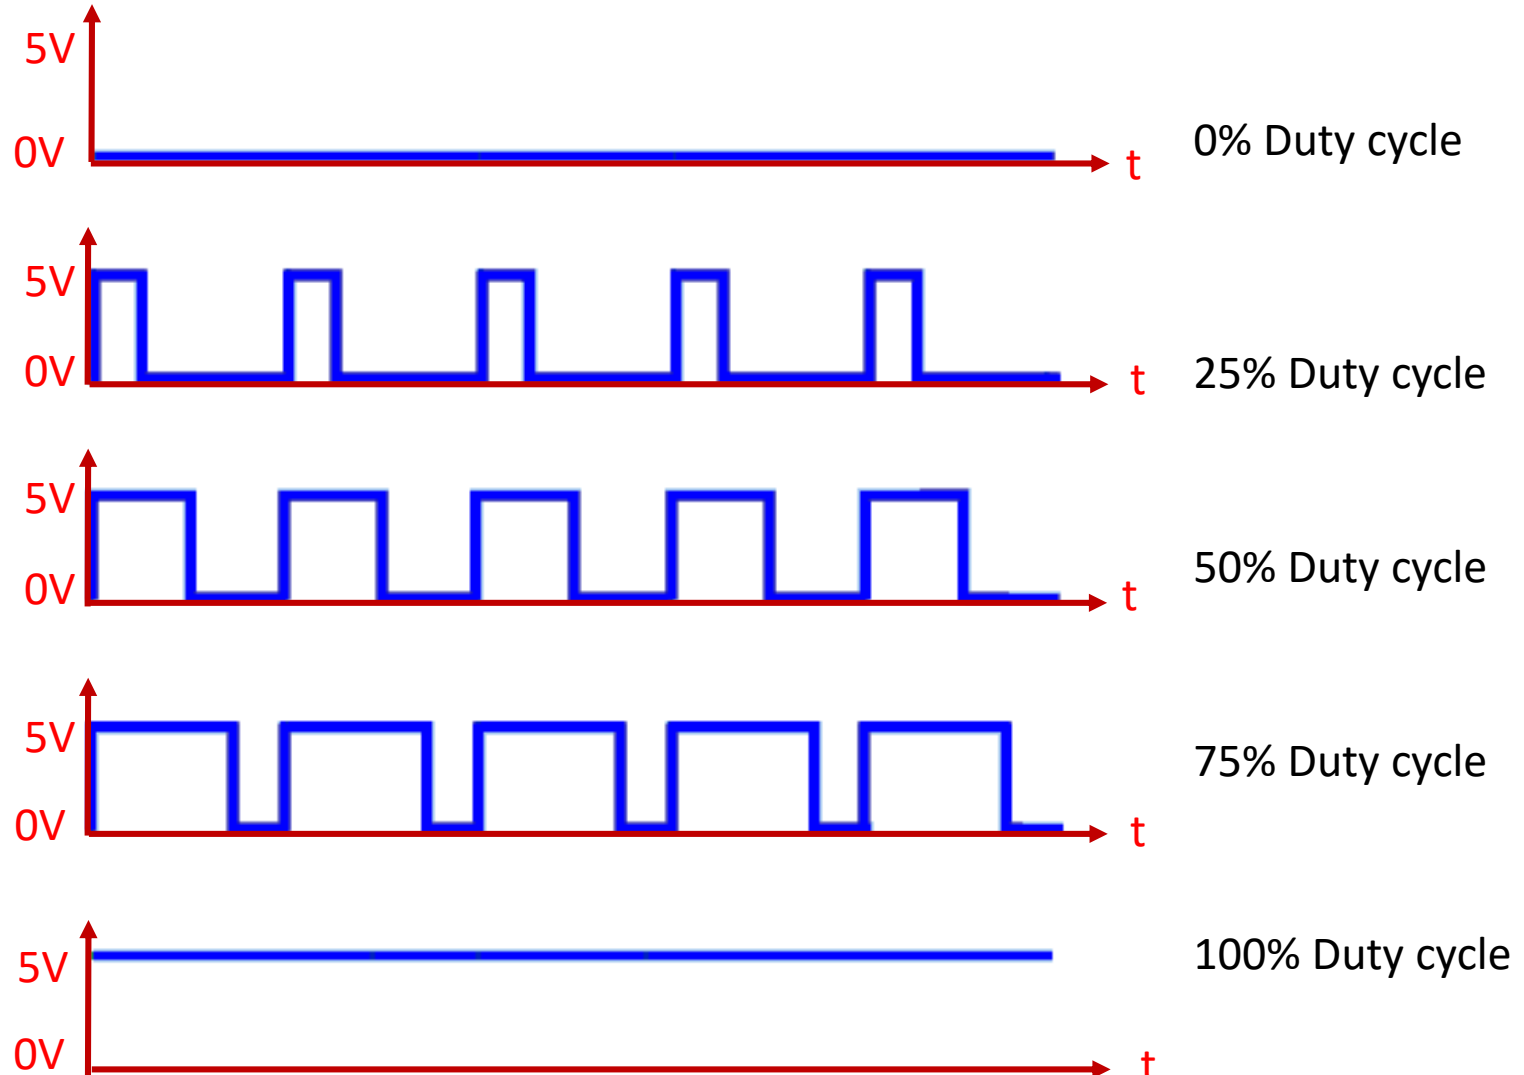 5V
0V
t
0% Duty cycle
5V
0V
t
25% Duty cycle
5V
0V
t
50% Duty cycle
5V
0V
t
75% Duty cycle
5V
0V
t
100% Duty cycle